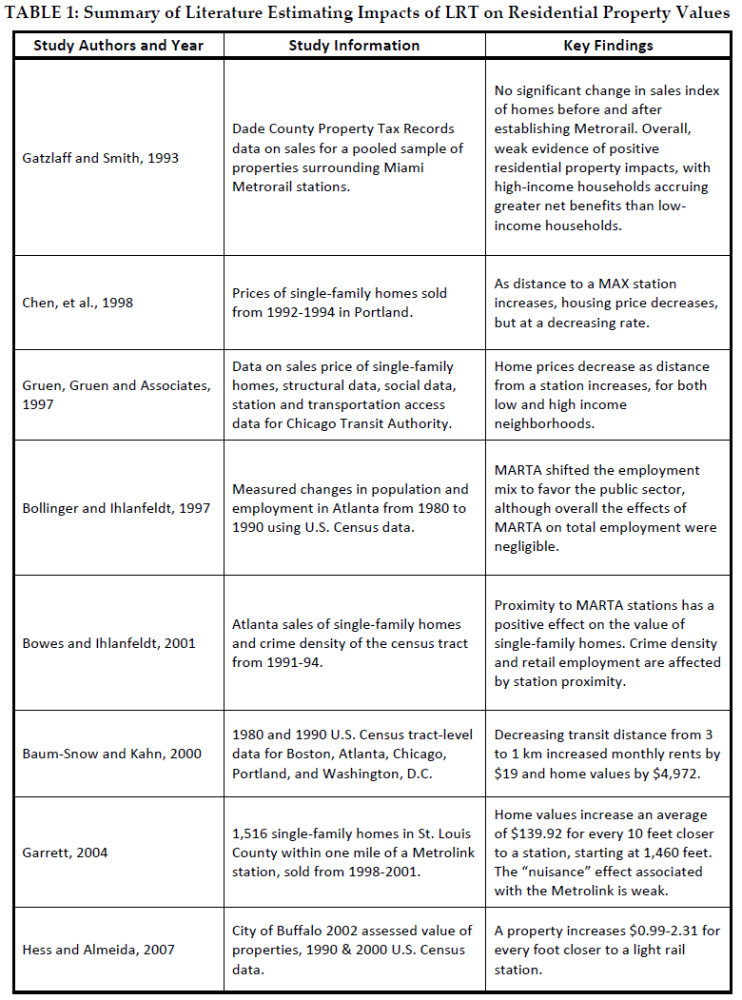 TABLE 1: Summary of Literature Estimating Impacts of LRT on Residential Property Values
Study Authors and Year
Study Information
Key Findings
Gatzlaff and Smith, 1993
Dade County Property Tax Records
data on sales for a pooled sample of
properties surrounding Miami
Metrorail stations.
No significant change in sales index
of homes before and after
establishing Metrorail. Overall,
weak evidence of positive
residential property impacts, with
high-income households accruing
greater net benefits than low-
income households.
Chen, et al., 1998
Prices of single-family homes sold
from 1992-1994 in Portland.
As distance to a MAX station
increases, housing price decreases,
but at a decreasing rate.
Gruen, Gruen and Associates,
1997
Data on sales price of single-family
homes, structural data, social data,
station and transportation access
data for Chicago Transit Authority.
Home prices decrease as distance
from a station increases, for both
low and high income
neighborhoods.
Bollinger and Ihlanfeldt, 1997
Measured changes in population and
employment in Atlanta from 1980 to
1990 using U.S. Census data.
MARTA shifted the employment
mix to favor the public sector,
although overall the effects of
MARTA on total employment were
negligible.
Bowes and Ihlanfeldt, 2001
Atlanta sales of single-family homes
and crime density of the census tract
from 1991-94.
Proximity to MARTA stations has a
positive effect on the value of
single-family homes. Crime density
and retail employment are affected
by station proximity.
Baum-Snow and Kahn, 2000
1980 and 1990 U.S. Census tract-level
data for Boston, Atlanta, Chicago,
Portland, and Washington, D.C.
Decreasing transit distance from 3
to 1 km increased monthly rents by
$19 and home values by $4,972.
Garrett, 2004
1,516 single-family homes in St. Louis
County within one mile of a Metrolink
station, sold from 1998-2001.
Home values increase an average
of $139.92 for every 10 feet closer
to a station, starting at 1,460 feet.
The “nuisance” effect associated
with the Metrolink is weak.
Hess and Almeida, 2007
City of Buffalo 2002 assessed value of
properties, 1990 & 2000 U.S. Census
data.
A property increases $0.99-2.31 for
every foot closer to a light rail
station.